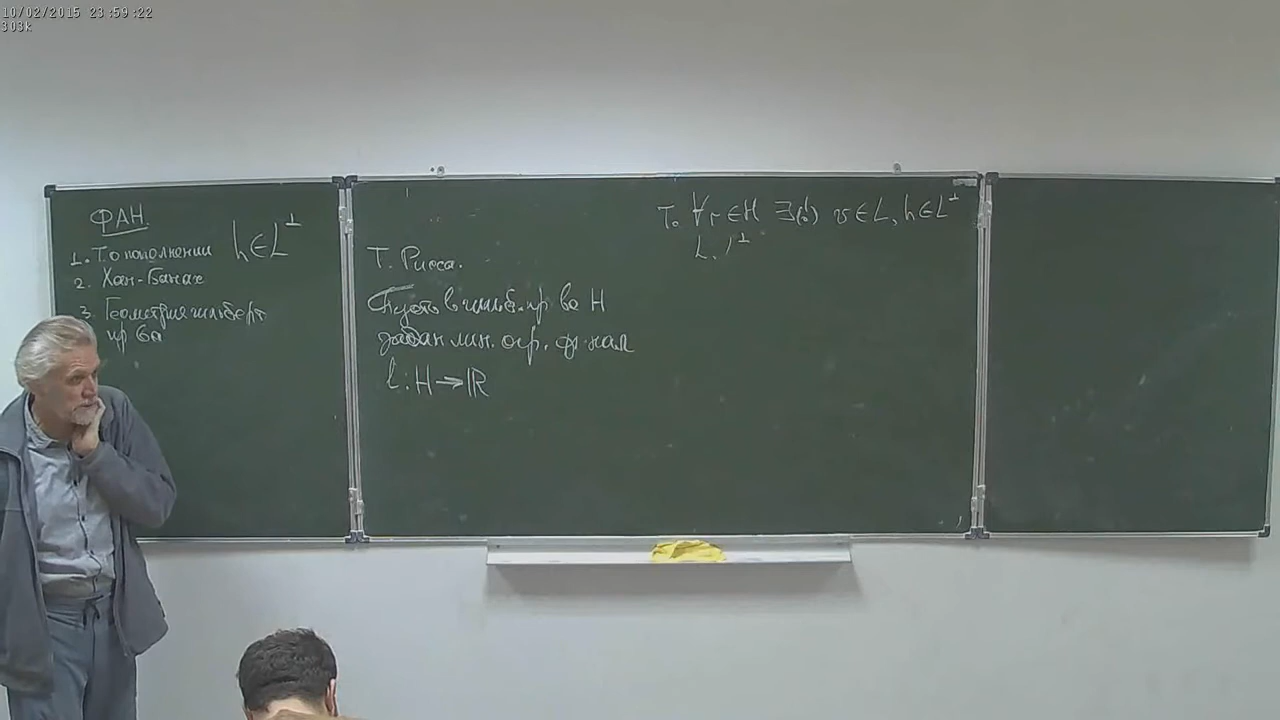 10/02/2015 23:59:22
303k
ФАН.
1. Т о пополнении
h ∈ L⊥
2. Хан-Банах
3. Геометрия гильберт
пр ва
Т. Рисса.
Пусть в гильб. пр ве H
задан лин. огр. ф-нал
l: H → ℝ
То ∀ r ∈ H ∃(!) v ∈ L, h ∈ L⊥
L.